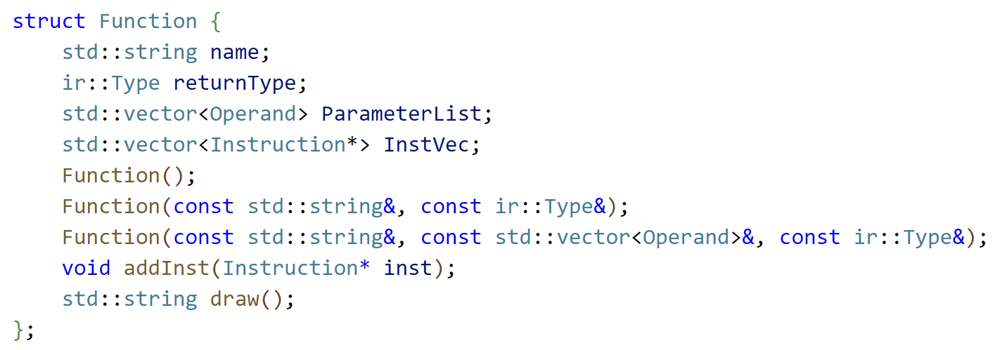 struct Function {
    std::string name;
    ir::Type returnType;
    std::vector<Operand> ParameterList;
    std::vector<Instruction*> InstVec;
    Function();
    Function(const std::string&, const ir::Type&);
    Function(const std::string&, const std::vector<Operand>&, const ir::Type&);
    void addInst(Instruction* inst);
    std::string draw();
};